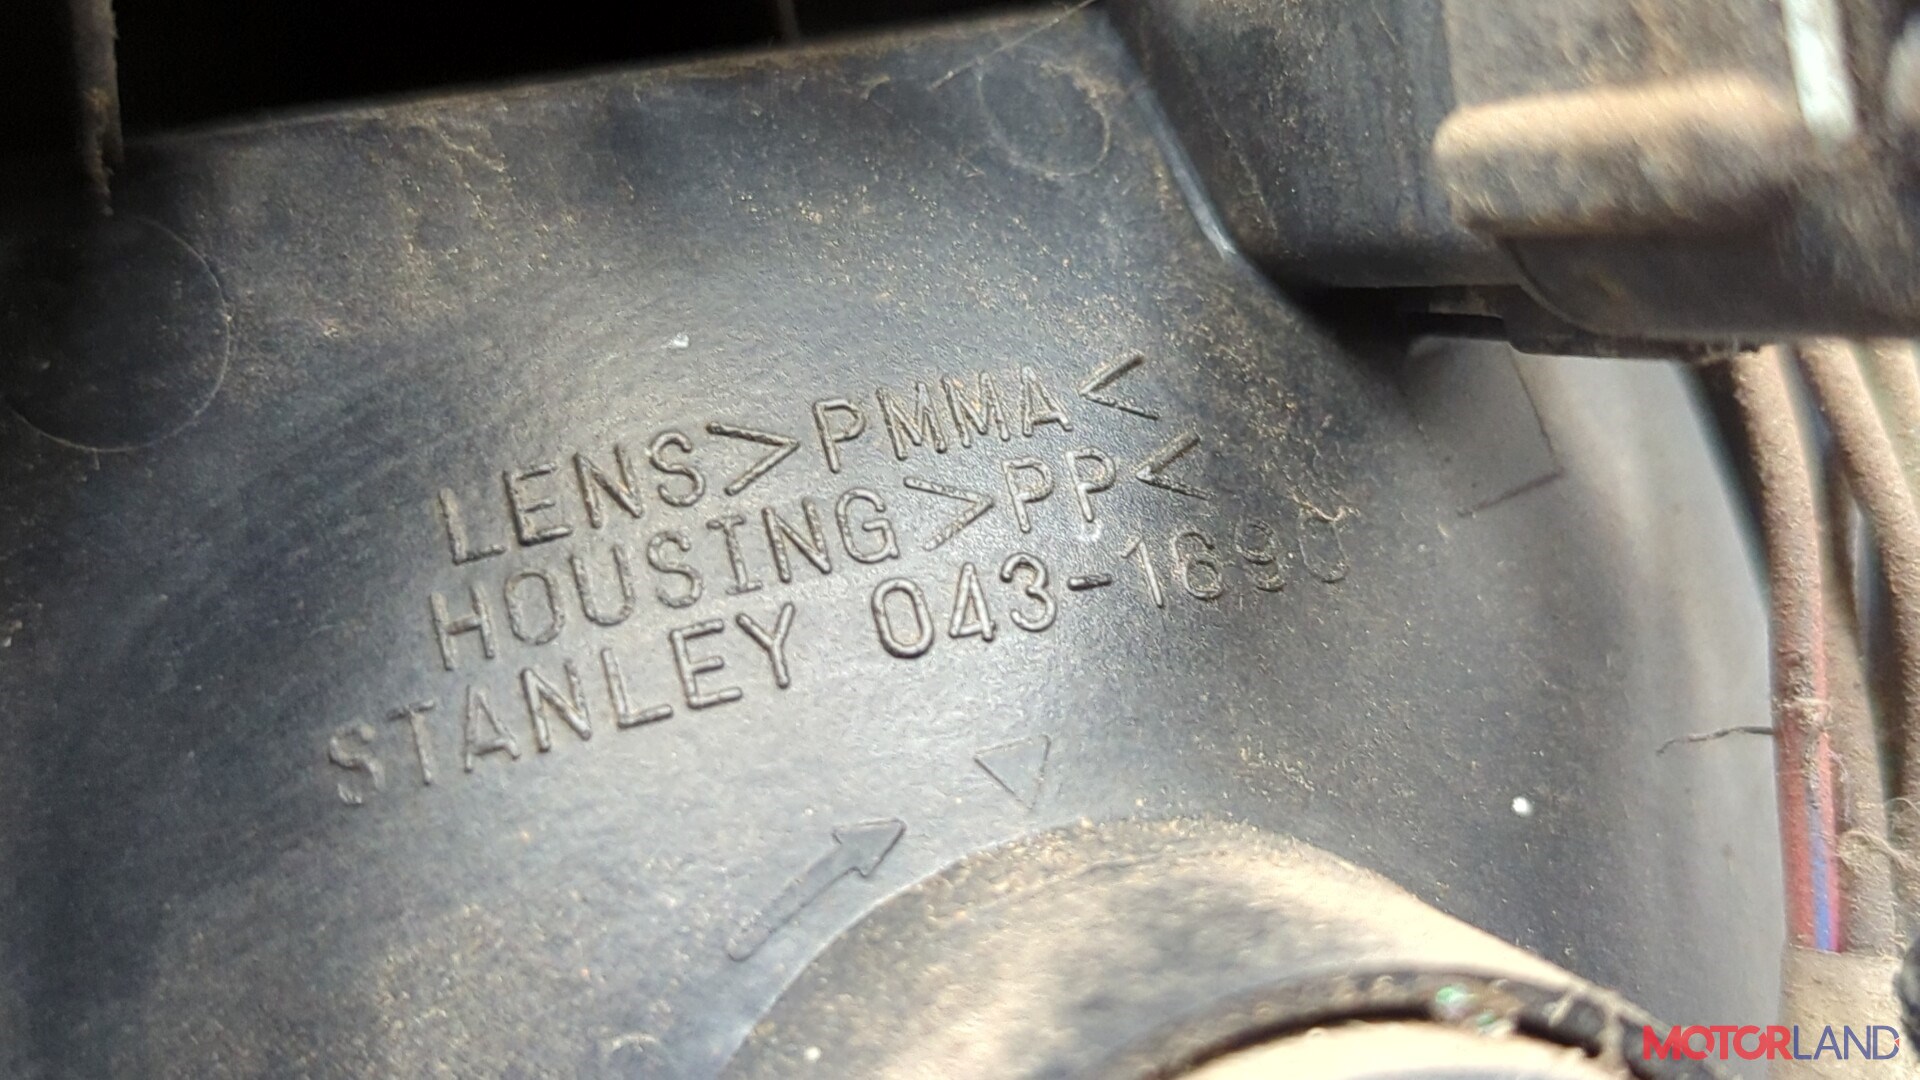 LENS>PMMA<
HOUSING>PP<
STANLEY 043-1690
MOTORLAND